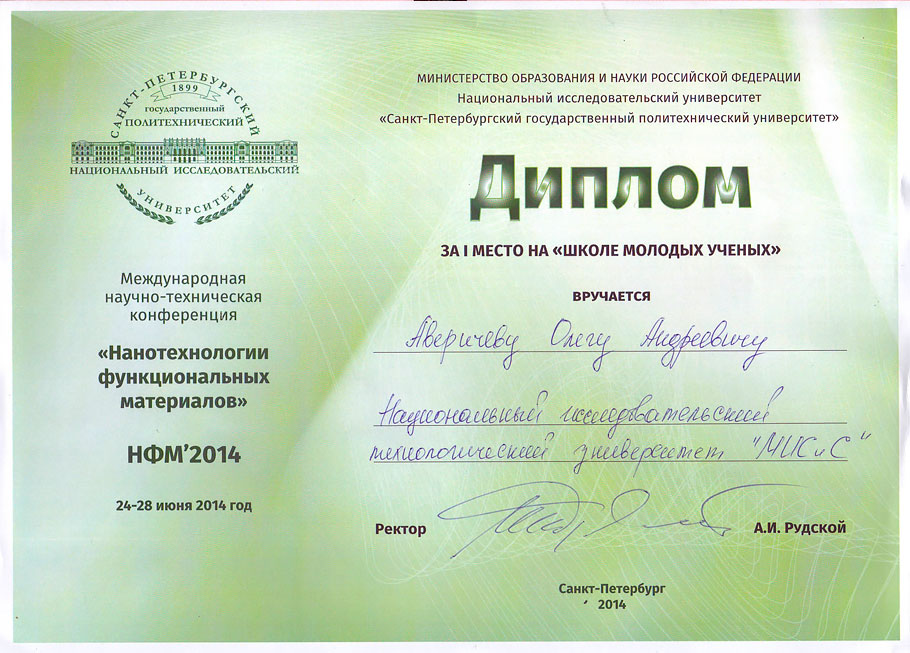 САНКТ-ПЕТЕРБУРГСКИЙ
1899
государственный
ПОЛИТЕХНИЧЕСКИЙ
НАЦИОНАЛЬНЫЙ ИССЛЕДОВАТЕЛЬСКИЙ
УНИВЕРСИТЕТ
Международная
научно-техническая
конференция
«Нанотехнологии
функциональных
материалов»
НФМ’2014
24-28 июня 2014 год
МИНИСТЕРСТВО ОБРАЗОВАНИЯ И НАУКИ РОССИЙСКОЙ ФЕДЕРАЦИИ
Национальный исследовательский университет
«Санкт-Петербургский государственный политехнический университет»
Диплом
ЗА I МЕСТО НА «ШКОЛЕ МОЛОДЫХ УЧЕНЫХ»
ВРУЧАЕТСЯ
Аверичеву Олегу Андреевичу
Национальный исследовательский
технологический университет "МИСиС"
Ректор А.И. РУДСКОЙ
Санкт-Петербург
2014